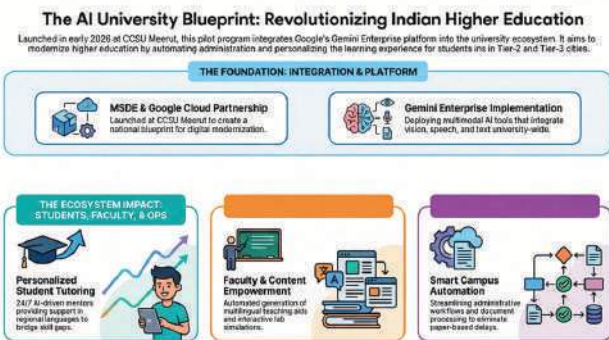 The AI University Blueprint: Revolutionizing Indian Higher Education
Launched in early 2026 at CCSU Meerut, this pilot program integrates Google's Gemini Enterprise platform into the university ecosystem. It aims to
modernize higher education by automating administration and personalizing the learning experience for students ins in Tier-2 and Tier-3 cities.
THE FOUNDATION: INTEGRATION & PLATFORM
MSDE & Google Cloud Partnership
Launched at CCSU Meerut to create a
national blueprint for digital modernization.
Gemini Enterprise Implementation
Deploying multimodal AI tools that integrate
vision, speech, and text university-wide.
THE ECOSYSTEM IMPACT:
STUDENTS, FACULTY, & OPS
Personalized
Student Tutoring
24/7 AI-driven mentors
providing support in
regional languages to
bridge skill gaps.
Faculty & Content
Empowerment
Automated generation of
multilingual teaching aids
and interactive lab
simulations.
A
Smart Campus
Automation
Streamlining administrative
workflows and document
processing to eliminate
paper-based delays.